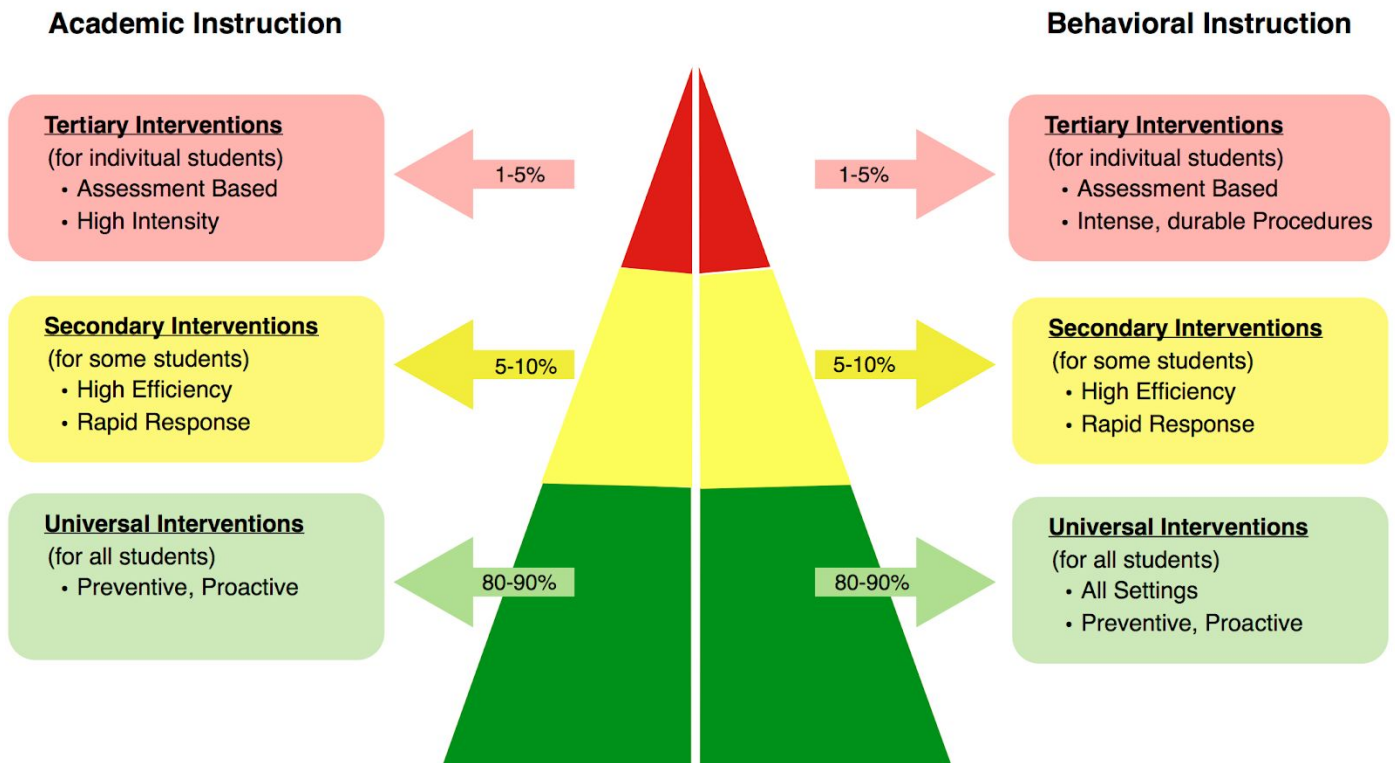 Academic Instruction
Behavioral Instruction
Tertiary Interventions
(for indivitual students)
• Assessment Based
• High Intensity
1-5%
1-5%
Tertiary Interventions
(for indivitual students)
• Assessment Based
• Intense, durable Procedures
Secondary Interventions
(for some students)
• High Efficiency
• Rapid Response
5-10%
5-10%
Secondary Interventions
(for some students)
• High Efficiency
• Rapid Response
Universal Interventions
(for all students)
• Preventive, Proactive
80-90%
80-90%
Universal Interventions
(for all students)
• All Settings
• Preventive, Proactive